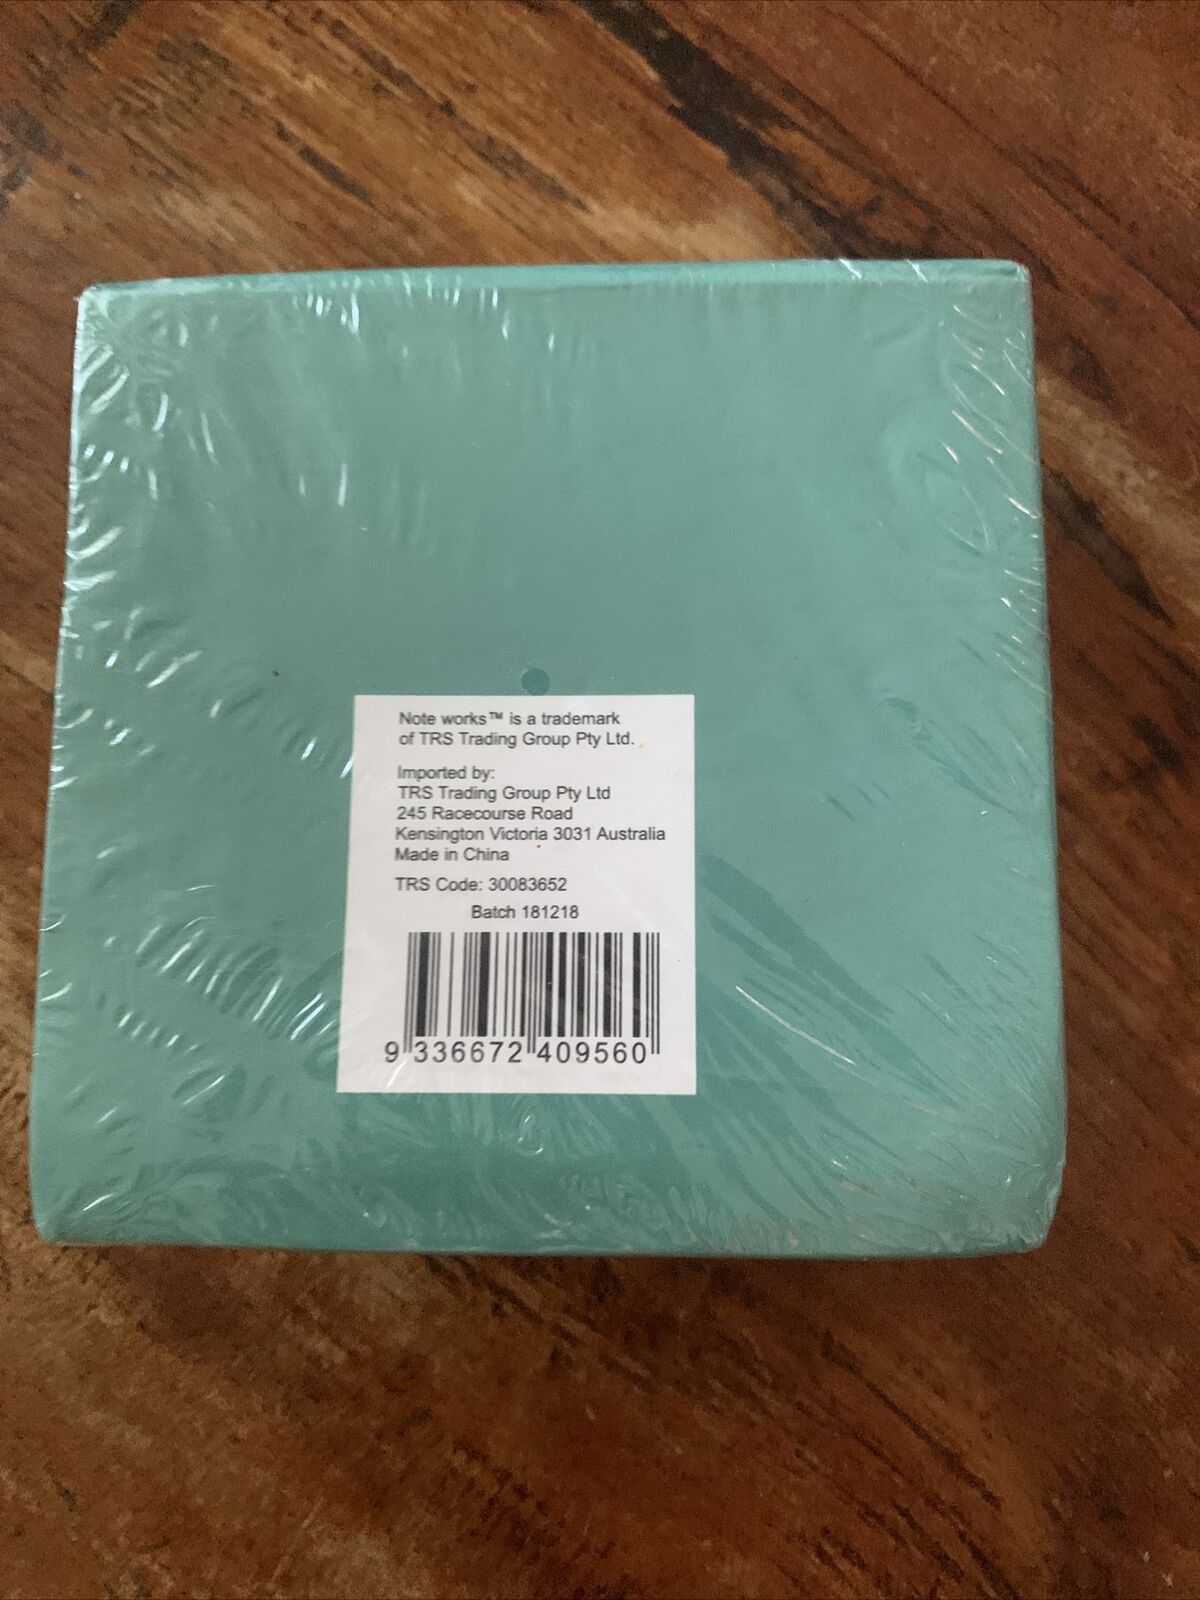 Note works™ is a trademark
of TRS Trading Group Pty Ltd.
Imported by:
TRS Trading Group Pty Ltd
245 Racecourse Road
Kensington Victoria 3031 Australia
Made in China
TRS Code: 30083652
Batch 181218
9 336672 409560